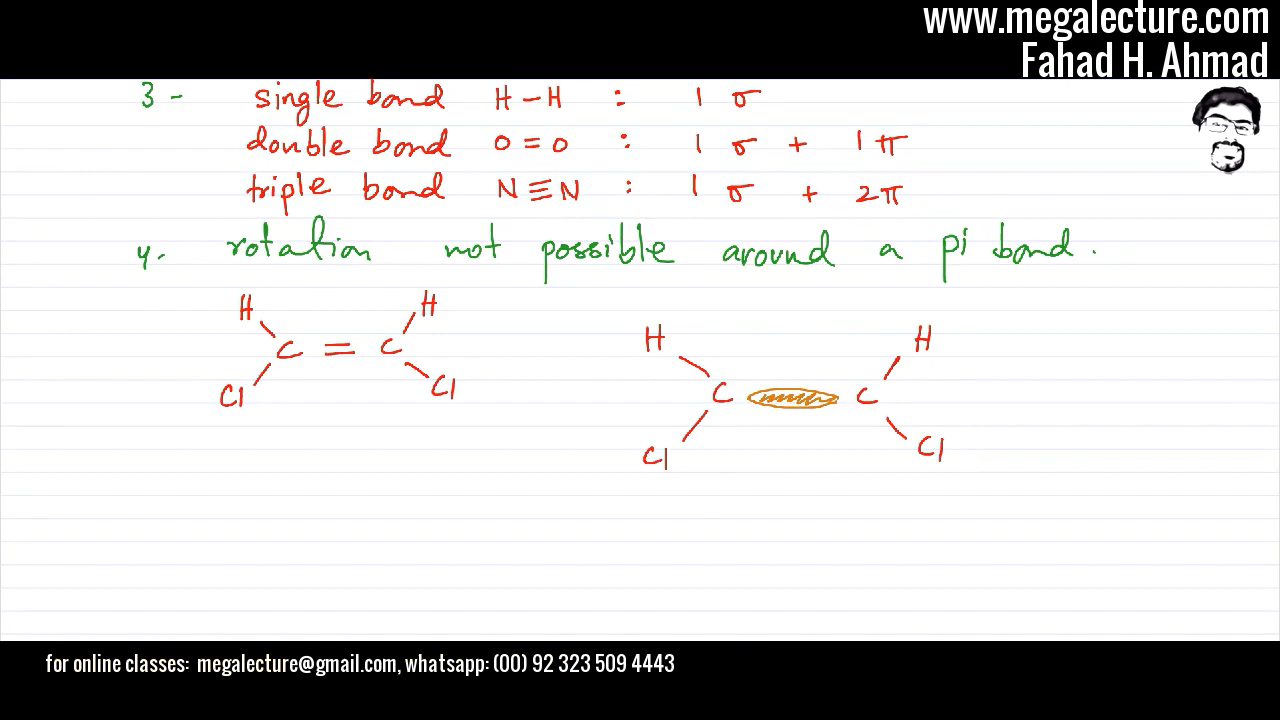 www.megalecture.com
Fahad H. Ahmad
3 - single bond H - H : 1 σ
double bond O = O : 1 σ + 1 π
triple bond N ≡ N : 1 σ + 2 π
4. rotation not possible around a pi bond.
H H
C = C
Cl Cl
H H
C C
Cl Cl
for online classes: megalecture@gmail.com, whatsapp: (00) 92 323 509 4443